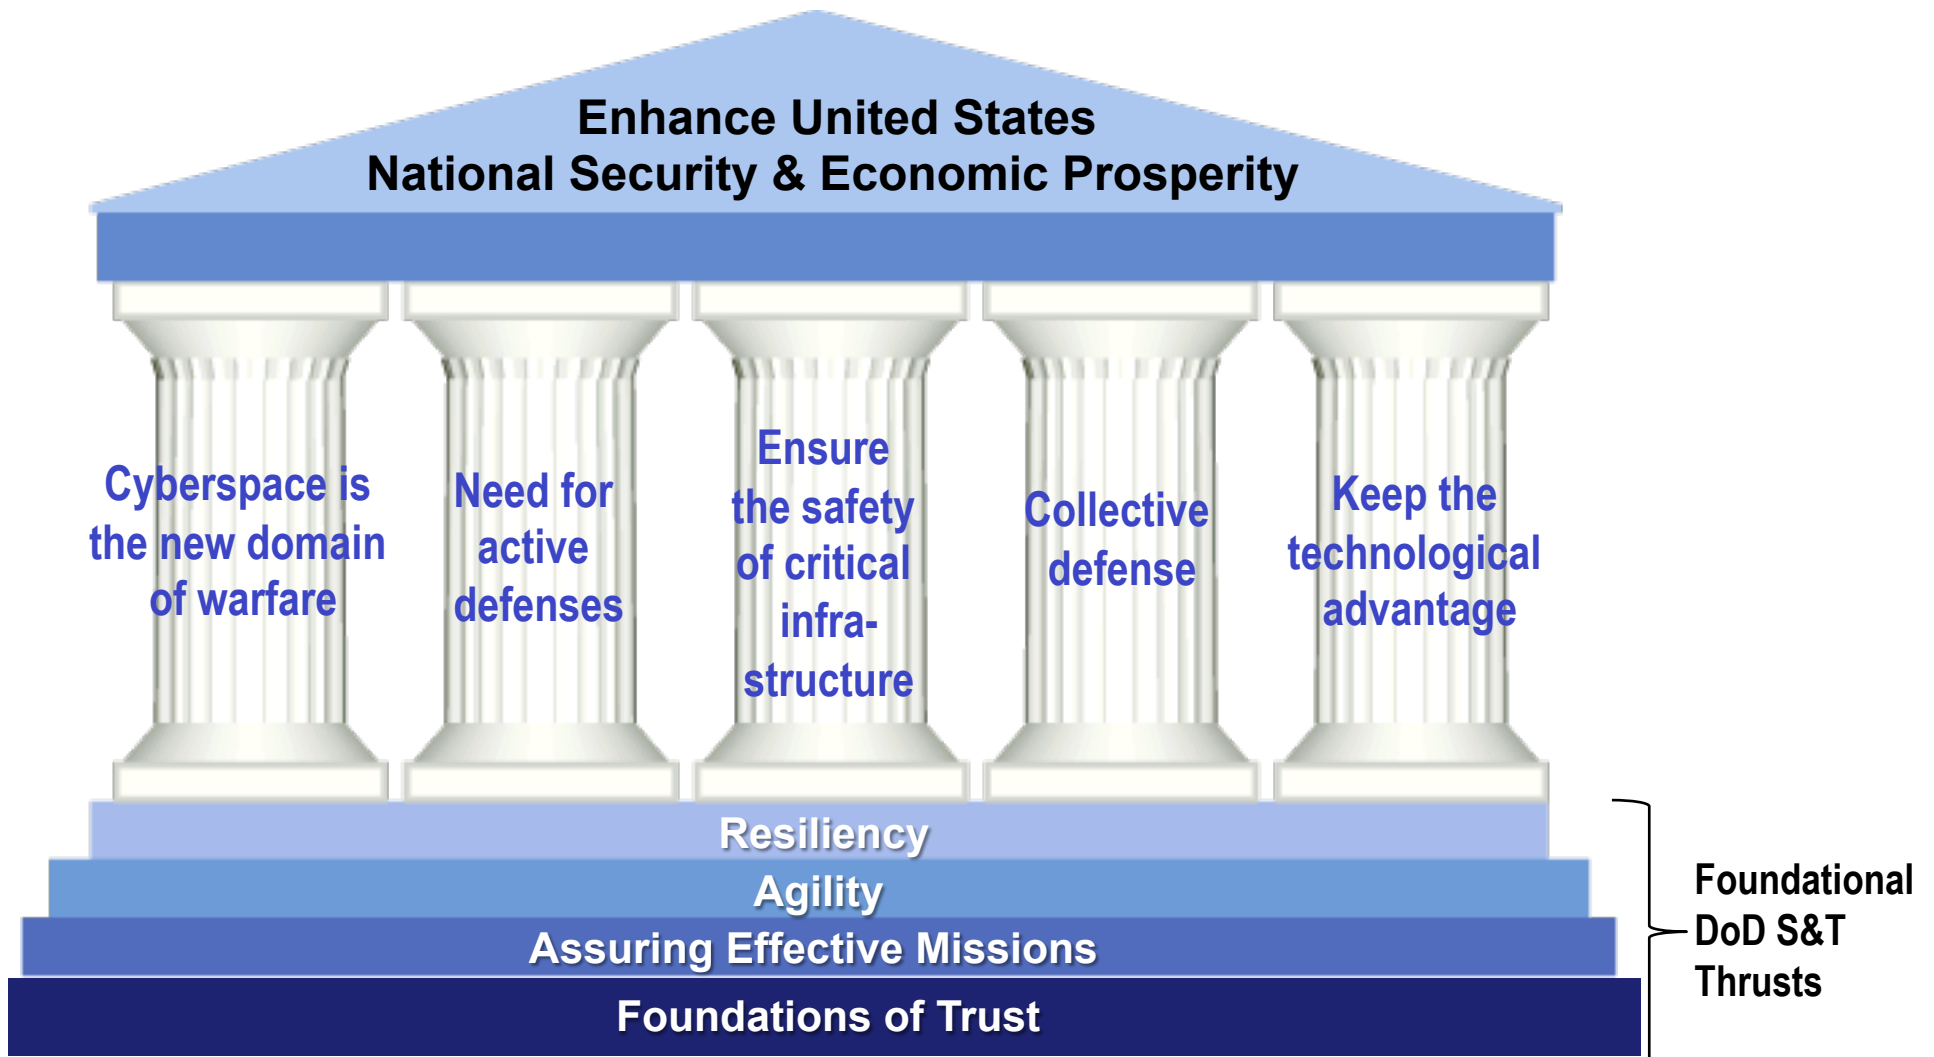 Enhance United States
National Security & Economic Prosperity
Cyberspace is
the new domain
of warfare
Need for
active
defenses
Ensure
the safety
of critical
infra-
structure
Collective
defense
Keep the
technological
advantage
Resiliency
Agility
Assuring Effective Missions
Foundations of Trust
Foundational
DoD S&T
Thrusts